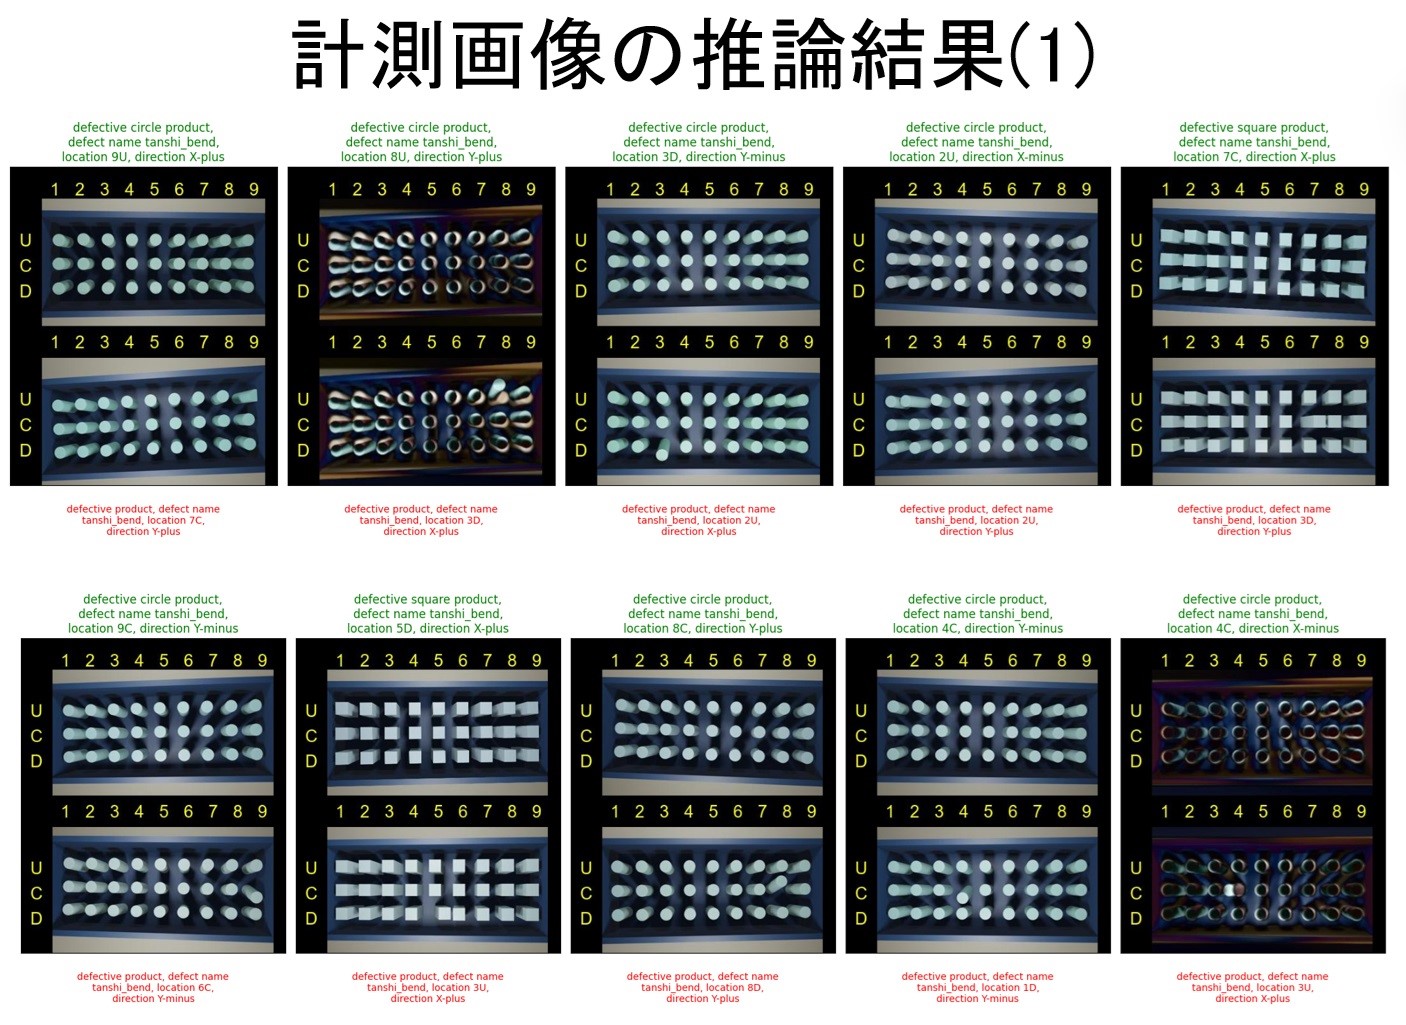 計測画像の推論結果(1)
defective circle product,
defect name tanshi_bend,
location 9U, direction X-plus
defective circle product,
defect name tanshi_bend,
location 8U, direction Y-plus
defective circle product,
defect name tanshi_bend,
location 3D, direction Y-minus
defective circle product,
defect name tanshi_bend,
location 2U, direction X-minus
defective square product,
defect name tanshi_bend,
location 7C, direction X-plus
1 2 3 4 5 6 7 8 9
U
C
D
1 2 3 4 5 6 7 8 9
U
C
D
1 2 3 4 5 6 7 8 9
U
C
D
1 2 3 4 5 6 7 8 9
U
C
D
1 2 3 4 5 6 7 8 9
U
C
D
1 2 3 4 5 6 7 8 9
U
C
D
1 2 3 4 5 6 7 8 9
U
C
D
1 2 3 4 5 6 7 8 9
U
C
D
1 2 3 4 5 6 7 8 9
U
C
D
1 2 3 4 5 6 7 8 9
U
C
D
defective product, defect name
tanshi_bend, location 7C,
direction Y-plus
defective product, defect name
tanshi_bend, location 3D,
direction X-plus
defective product, defect name
tanshi_bend, location 2U,
direction X-plus
defective product, defect name
tanshi_bend, location 2U,
direction Y-plus
defective product, defect name
tanshi_bend, location 3D,
direction Y-plus
defective circle product,
defect name tanshi_bend,
location 9C, direction Y-minus
defective square product,
defect name tanshi_bend,
location 5D, direction X-plus
defective circle product,
defect name tanshi_bend,
location 8C, direction Y-plus
defective circle product,
defect name tanshi_bend,
location 4C, direction Y-minus
defective circle product,
defect name tanshi_bend,
location 4C, direction X-minus
1 2 3 4 5 6 7 8 9
U
C
D
1 2 3 4 5 6 7 8 9
U
C
D
1 2 3 4 5 6 7 8 9
U
C
D
1 2 3 4 5 6 7 8 9
U
C
D
1 2 3 4 5 6 7 8 9
U
C
D
1 2 3 4 5 6 7 8 9
U
C
D
1 2 3 4 5 6 7 8 9
U
C
D
1 2 3 4 5 6 7 8 9
U
C
D
1 2 3 4 5 6 7 8 9
U
C
D
1 2 3 4 5 6 7 8 9
U
C
D
defective product, defect name
tanshi_bend, location 6C,
direction Y-minus
defective product, defect name
tanshi_bend, location 3U,
direction X-plus
defective product, defect name
tanshi_bend, location 8D,
direction Y-plus
defective product, defect name
tanshi_bend, location 1D,
direction Y-minus
defective product, defect name
tanshi_bend, location 3U,
direction X-plus